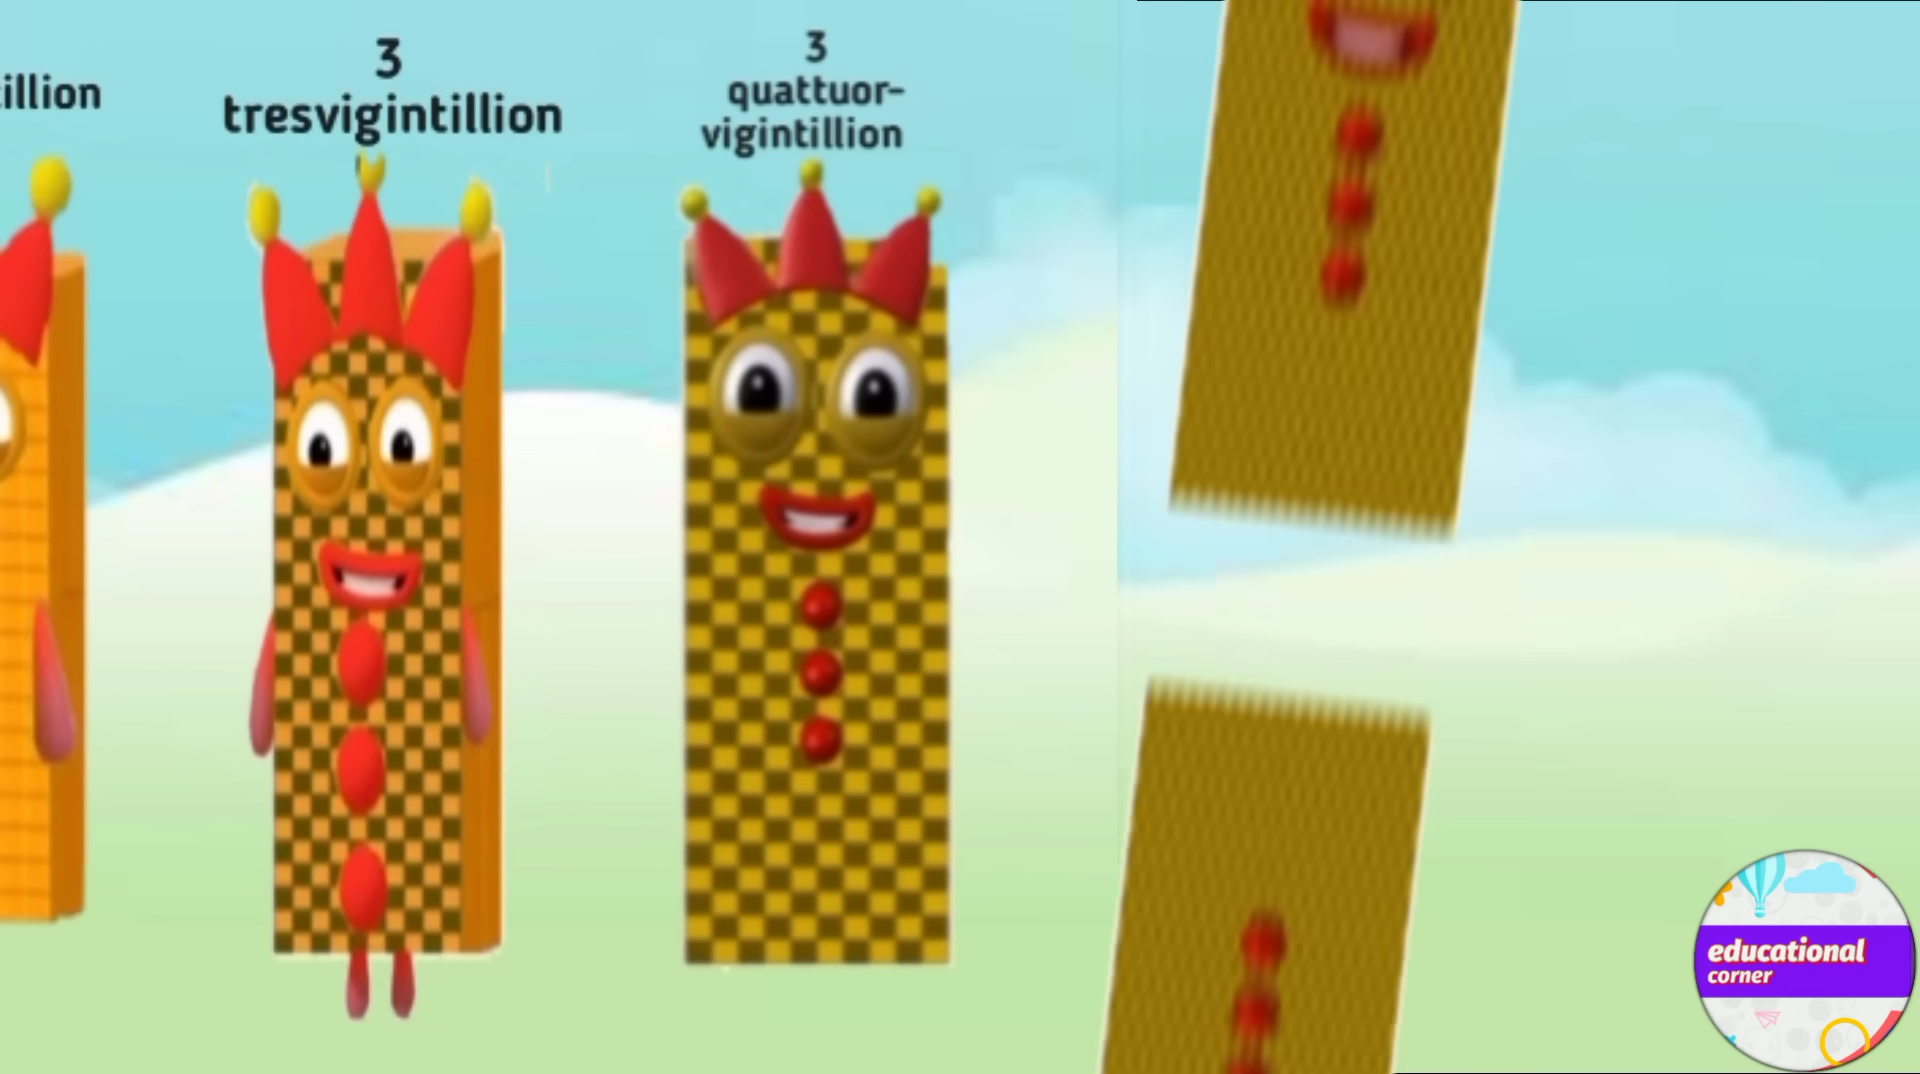 illion
3
tresvigintillion
3
quattuor-
vigintillion
educational
corner